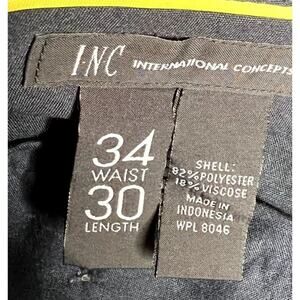 I·N·C INTERNATIONAL CONCEPTS
34
WAIST
30
LENGTH
SHELL:
82%POLYESTER
18%VISCOSE
MADE IN
INDONESIA
WPL 8046